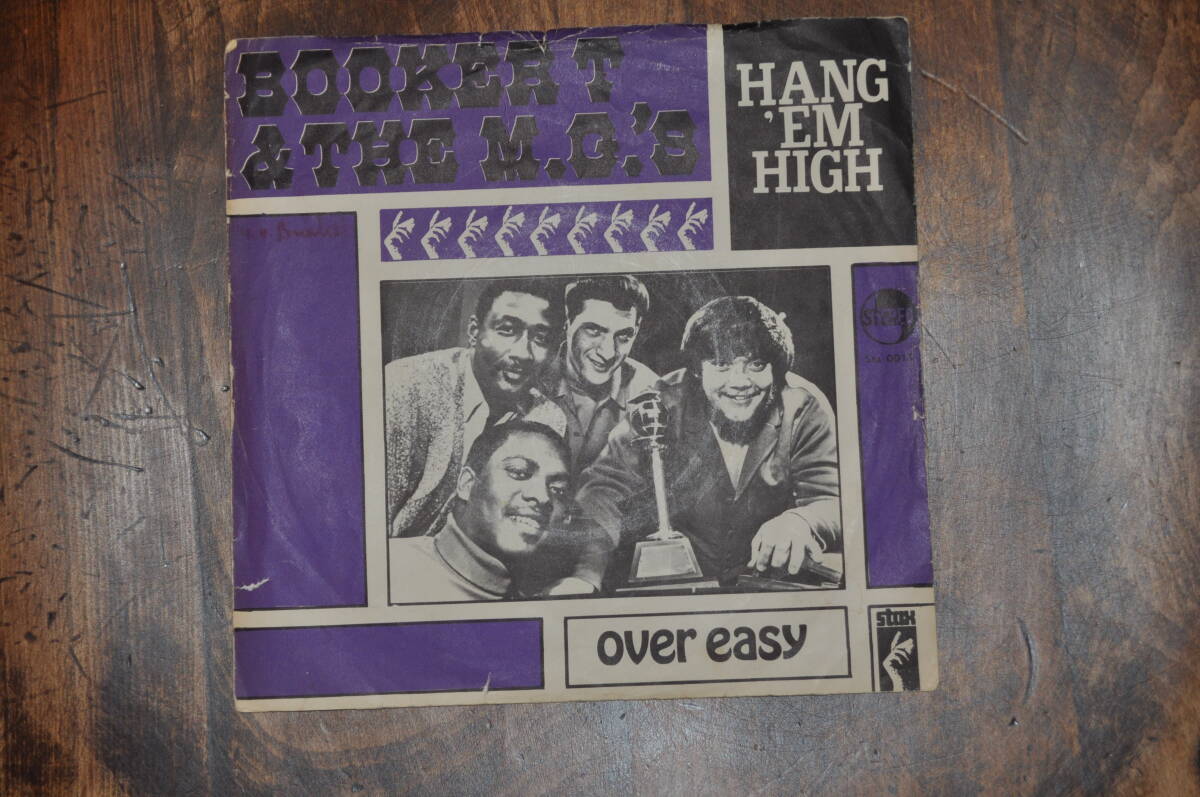 BOOKER T
& THE M.G.'S
HANG
'EM
HIGH
STEREO
over easy
stax